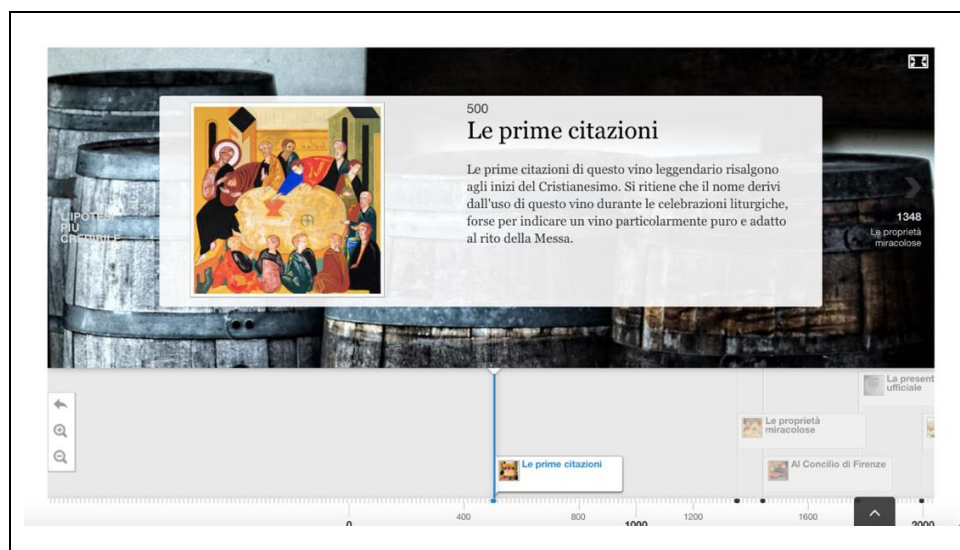 500
Le prime citazioni
Le prime citazioni di questo vino leggendario risalgono
agli inizi del Cristianesimo. Si ritiene che il nome derivi
dall'uso di questo vino durante le celebrazioni liturgiche,
forse per indicare un vino particolarmente puro e adatto
al rito della Messa.
L'IPOTESI
PIÙ
CREDIBILE
1348
Le proprietà
miracolose
La present
ufficiale
Le proprietà
miracolose
Le prime citazioni
Al Concilio di Firenze
0
400
800
1000
1200
1600
2000